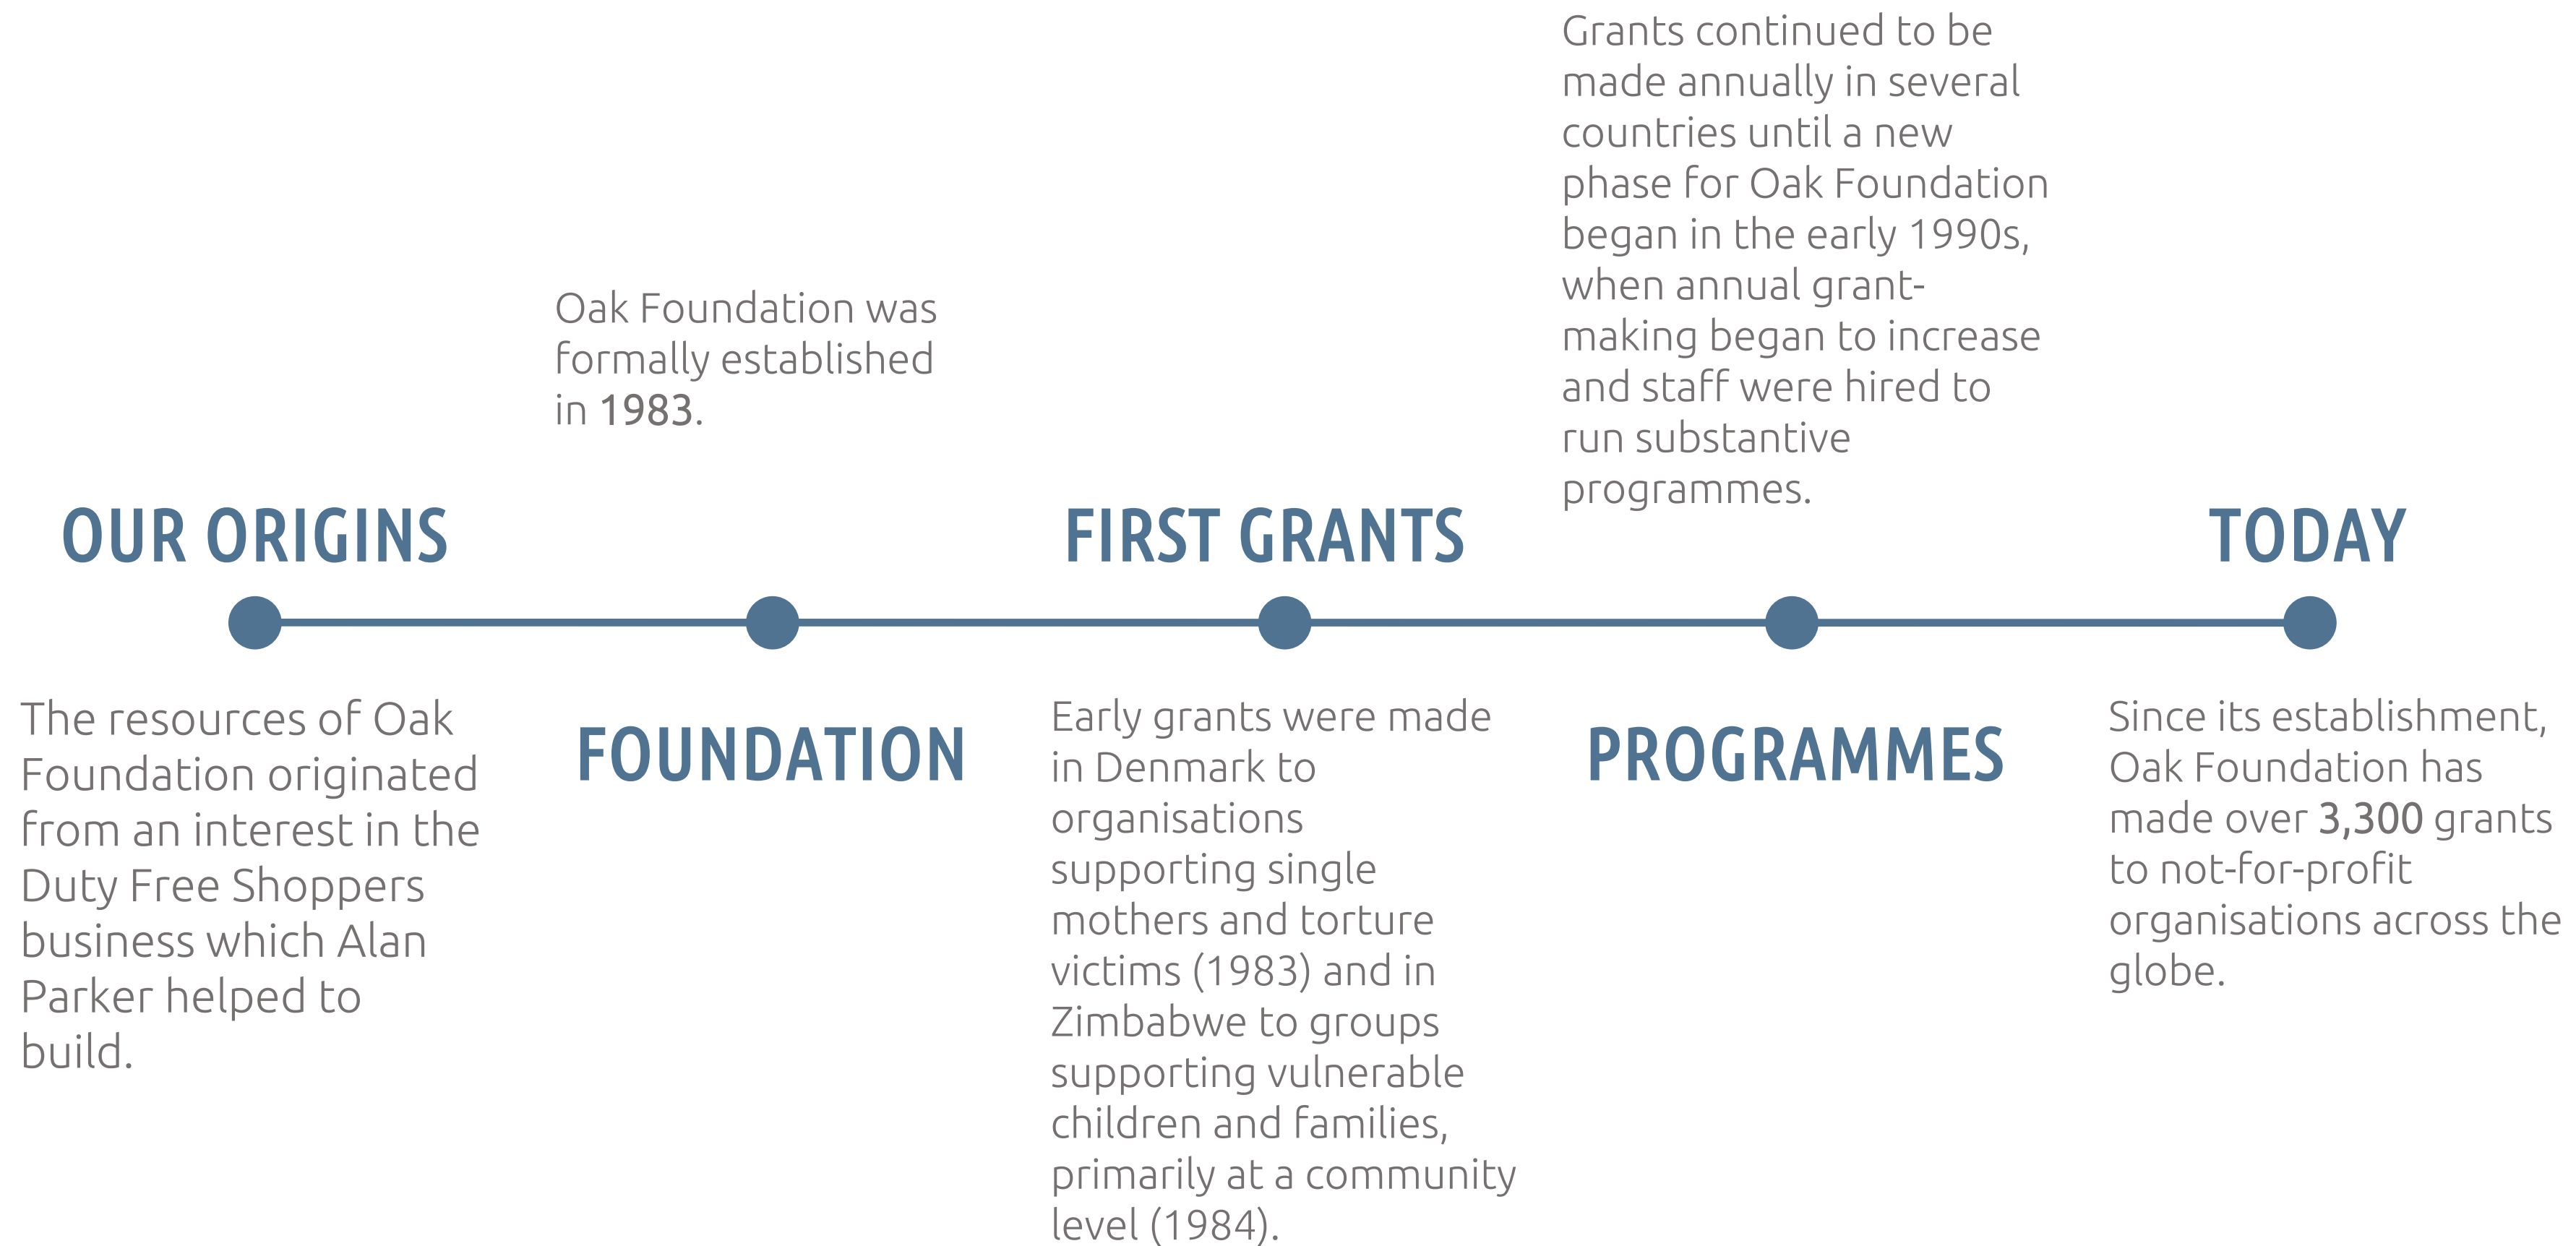 OUR ORIGINS
The resources of Oak
Foundation originated
from an interest in the
Duty Free Shoppers
business which Alan
Parker helped to
build.
Oak Foundation was
formally established
in 1983.
FOUNDATION
FIRST GRANTS
Early grants were made
in Denmark to
organisations
supporting single
mothers and torture
victims (1983) and in
Zimbabwe to groups
supporting vulnerable
children and families,
primarily at a community
level (1984).
Grants continued to be
made annually in several
countries until a new
phase for Oak Foundation
began in the early 1990s,
when annual grant-
making began to increase
and staff were hired to
run substantive
programmes.
PROGRAMMES
TODAY
Since its establishment,
Oak Foundation has
made over 3,300 grants
to not-for-profit
organisations across the
globe.